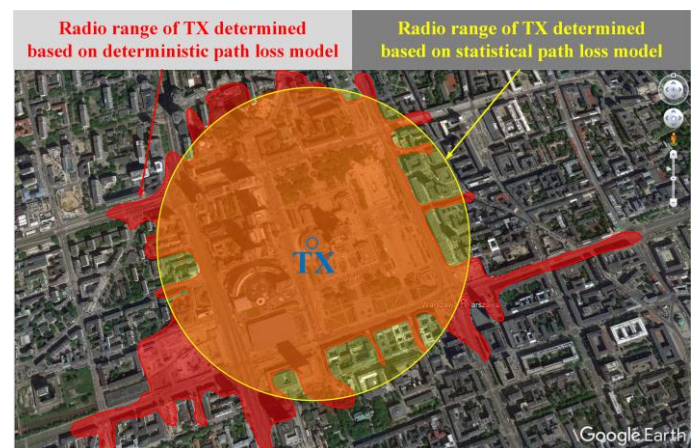 Radio range of TX determined
based on deterministic path loss model
Radio range of TX determined
based on statistical path loss model
TX
Google Earth